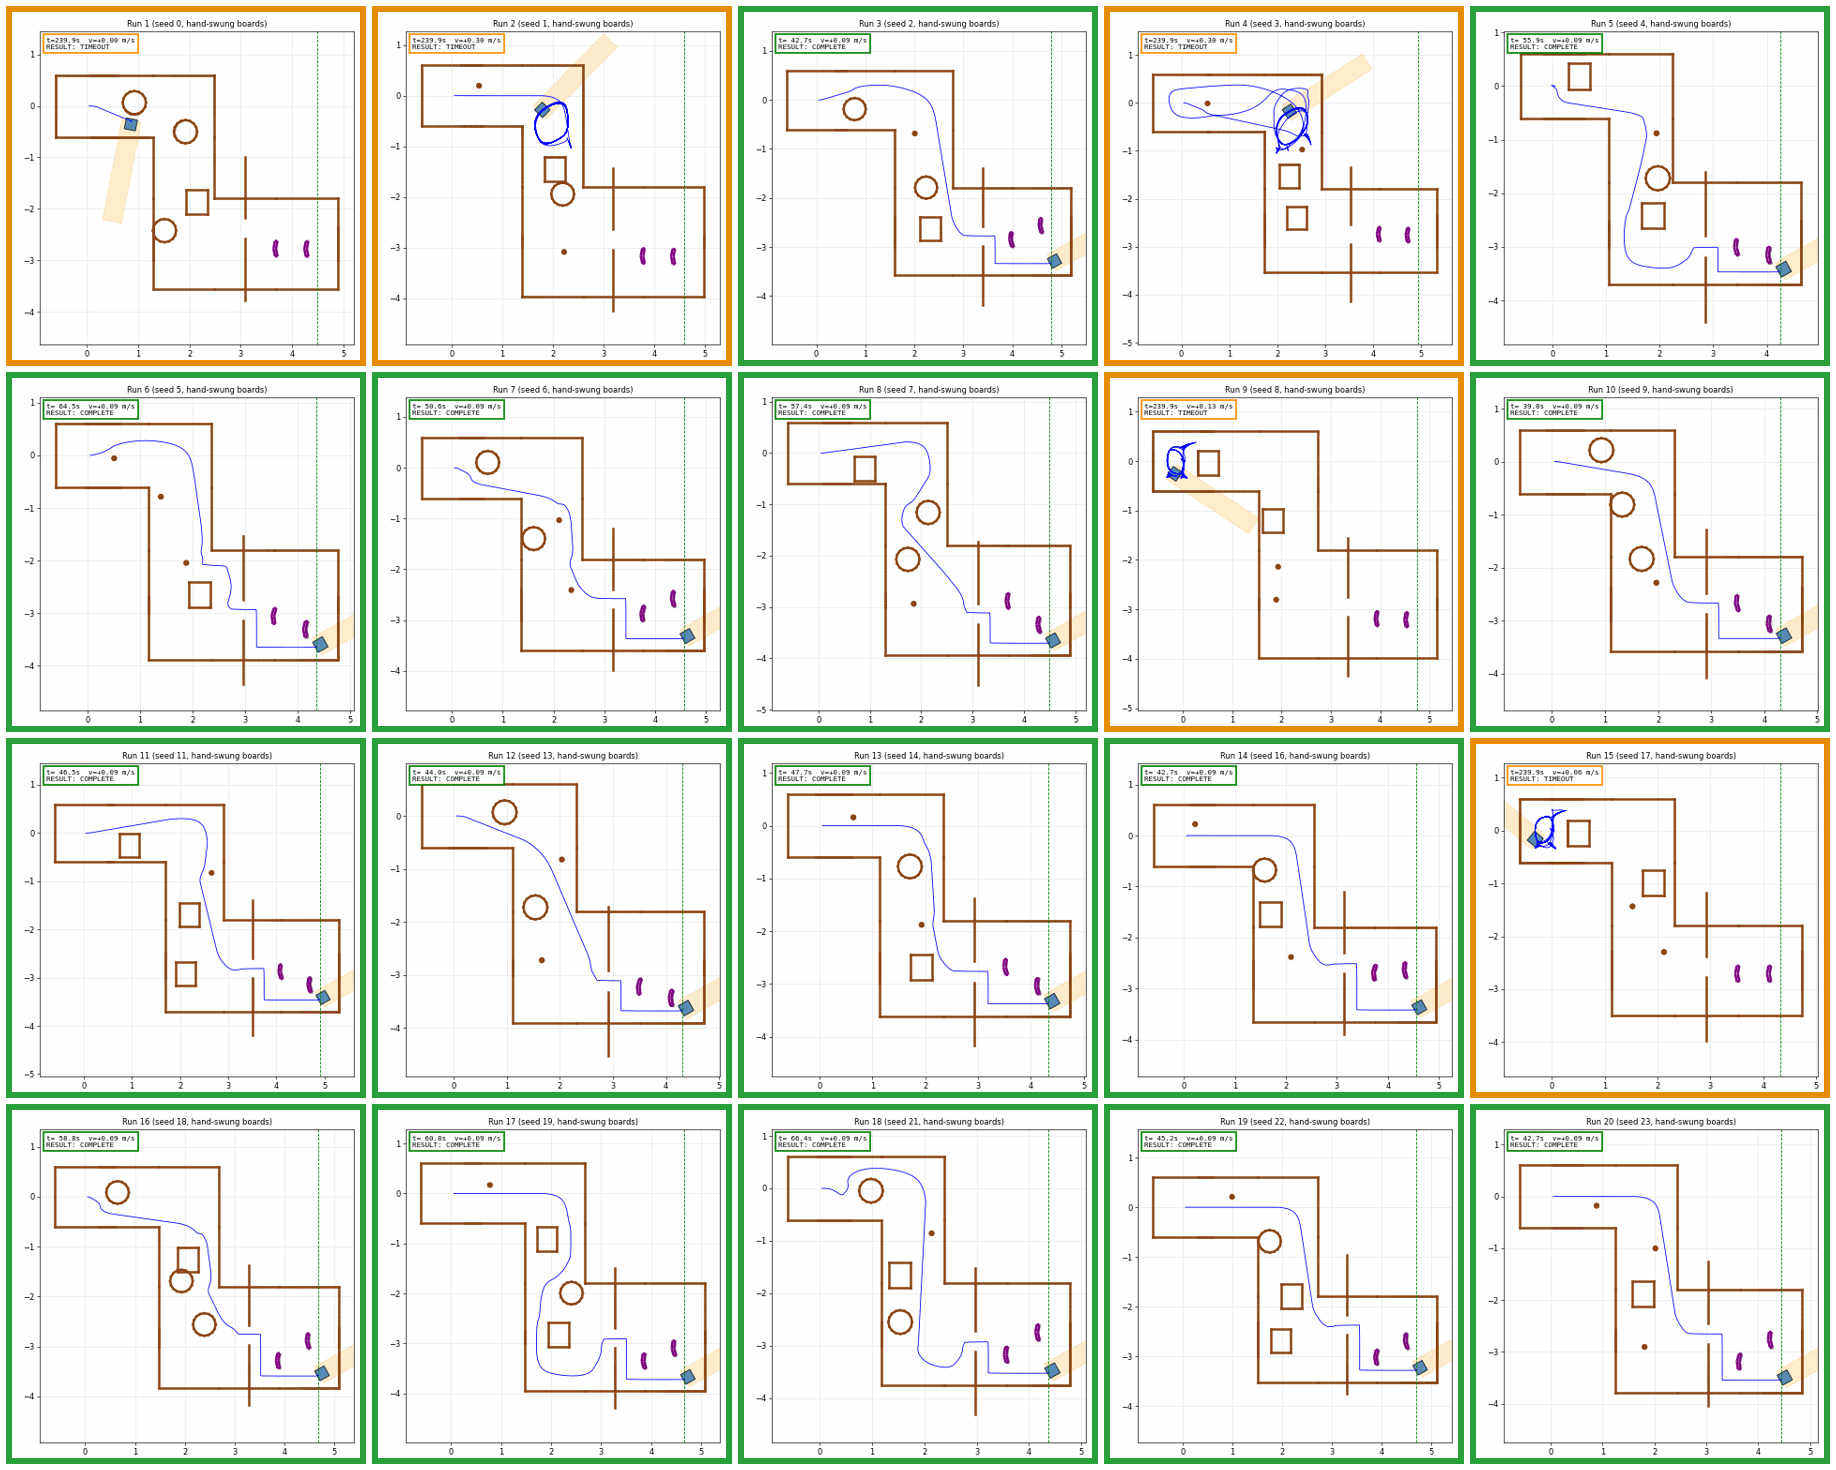 Run 1 (seed 0, hand-swung boards)
t=239.9s v=+0.00 m/s
RESULT: TIMEOUT
Run 2 (seed 1, hand-swung boards)
t=239.9s v=+0.30 m/s
RESULT: TIMEOUT
Run 3 (seed 2, hand-swung boards)
t= 42.7s v=+0.09 m/s
RESULT: COMPLETE
Run 4 (seed 3, hand-swung boards)
t=239.9s v=+0.30 m/s
RESULT: TIMEOUT
Run 5 (seed 4, hand-swung boards)
t= 55.9s v=+0.09 m/s
RESULT: COMPLETE
Run 6 (seed 5, hand-swung boards)
t= 64.5s v=+0.09 m/s
RESULT: COMPLETE
Run 7 (seed 6, hand-swung boards)
t= 50.6s v=+0.09 m/s
RESULT: COMPLETE
Run 8 (seed 7, hand-swung boards)
t= 57.4s v=+0.09 m/s
RESULT: COMPLETE
Run 9 (seed 8, hand-swung boards)
t=239.9s v=+0.13 m/s
RESULT: TIMEOUT
Run 10 (seed 9, hand-swung boards)
t= 39.8s v=+0.09 m/s
RESULT: COMPLETE
Run 11 (seed 11, hand-swung boards)
t= 46.5s v=+0.09 m/s
RESULT: COMPLETE
Run 12 (seed 13, hand-swung boards)
t= 44.0s v=+0.09 m/s
RESULT: COMPLETE
Run 13 (seed 14, hand-swung boards)
t= 47.7s v=+0.09 m/s
RESULT: COMPLETE
Run 14 (seed 16, hand-swung boards)
t= 42.7s v=+0.09 m/s
RESULT: COMPLETE
Run 15 (seed 17, hand-swung boards)
t=239.9s v=+0.06 m/s
RESULT: TIMEOUT
Run 16 (seed 18, hand-swung boards)
t= 58.8s v=+0.09 m/s
RESULT: COMPLETE
Run 17 (seed 19, hand-swung boards)
t= 60.8s v=+0.09 m/s
RESULT: COMPLETE
Run 18 (seed 21, hand-swung boards)
t= 66.4s v=+0.09 m/s
RESULT: COMPLETE
Run 19 (seed 22, hand-swung boards)
t= 45.2s v=+0.09 m/s
RESULT: COMPLETE
Run 20 (seed 23, hand-swung boards)
t= 42.7s v=+0.09 m/s
RESULT: COMPLETE